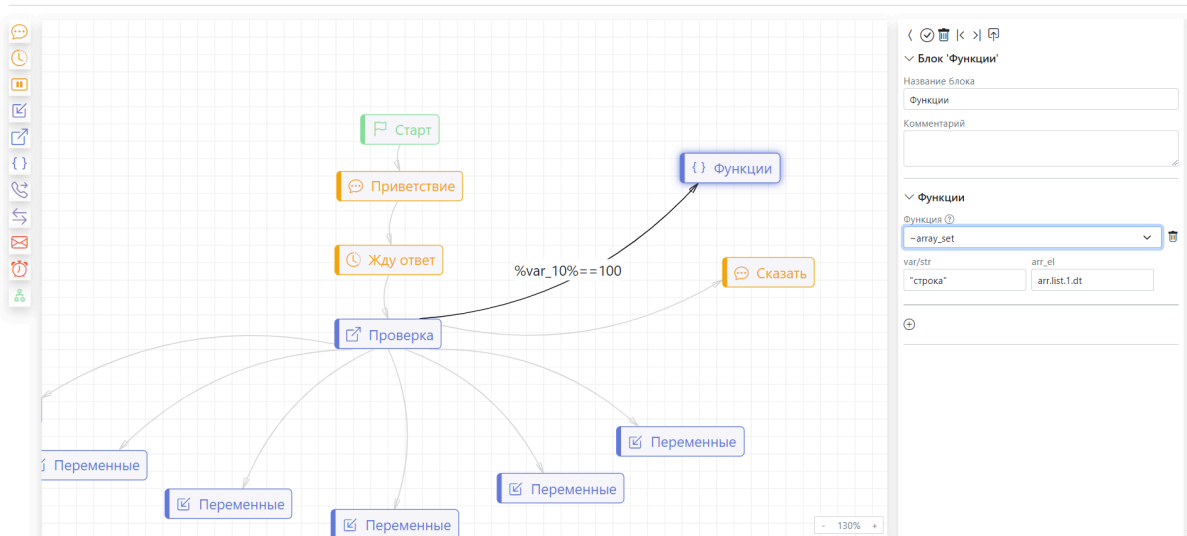 Старт
Приветствие
Жду ответ
%var_10%==100
{ } Функции
Сказать
Проверка
Переменные
Переменные
Переменные
Переменные
Переменные
- 130% +
Блок 'Функции'
Название блока
Функции
Комментарий
Функции
Функция
~array_set
var/str arr_el
"строка" arr.list.1.dt